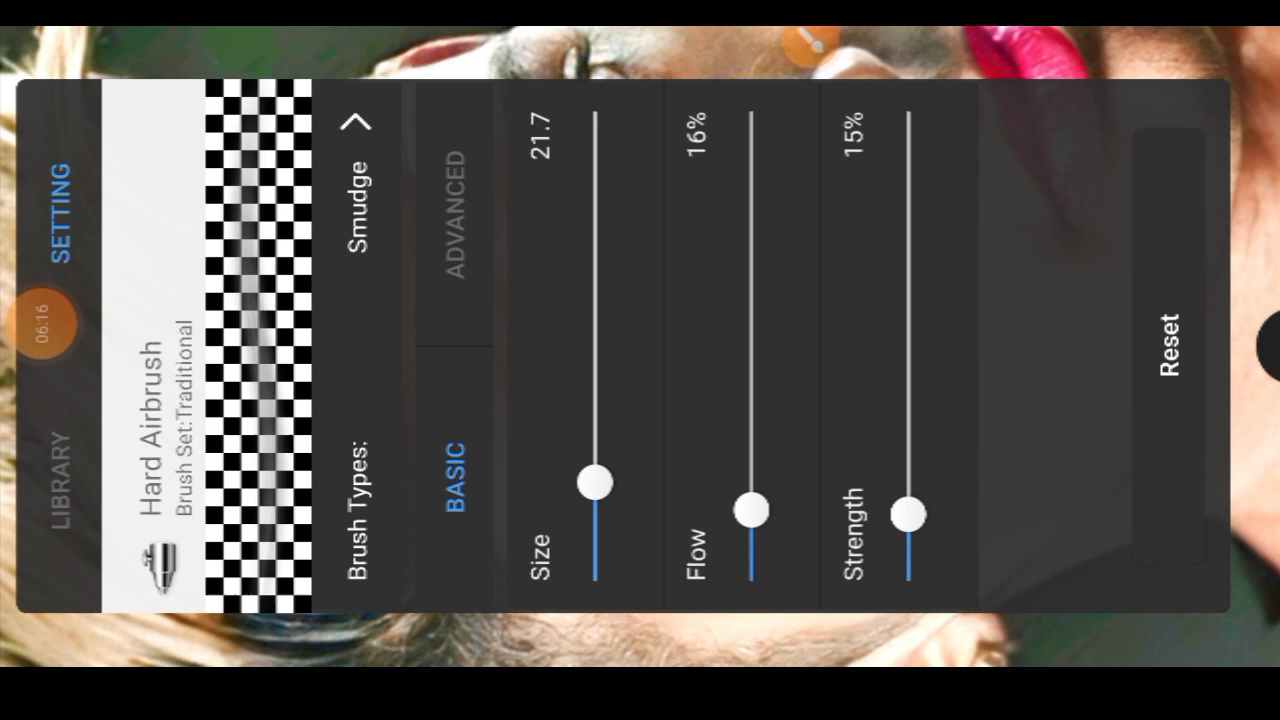 LIBRARY SETTING
06:16
Hard Airbrush
Brush Set:Traditional
Brush Types: Smudge
BASIC ADVANCED
Size 21.7
Flow 16%
Strength 15%
Reset